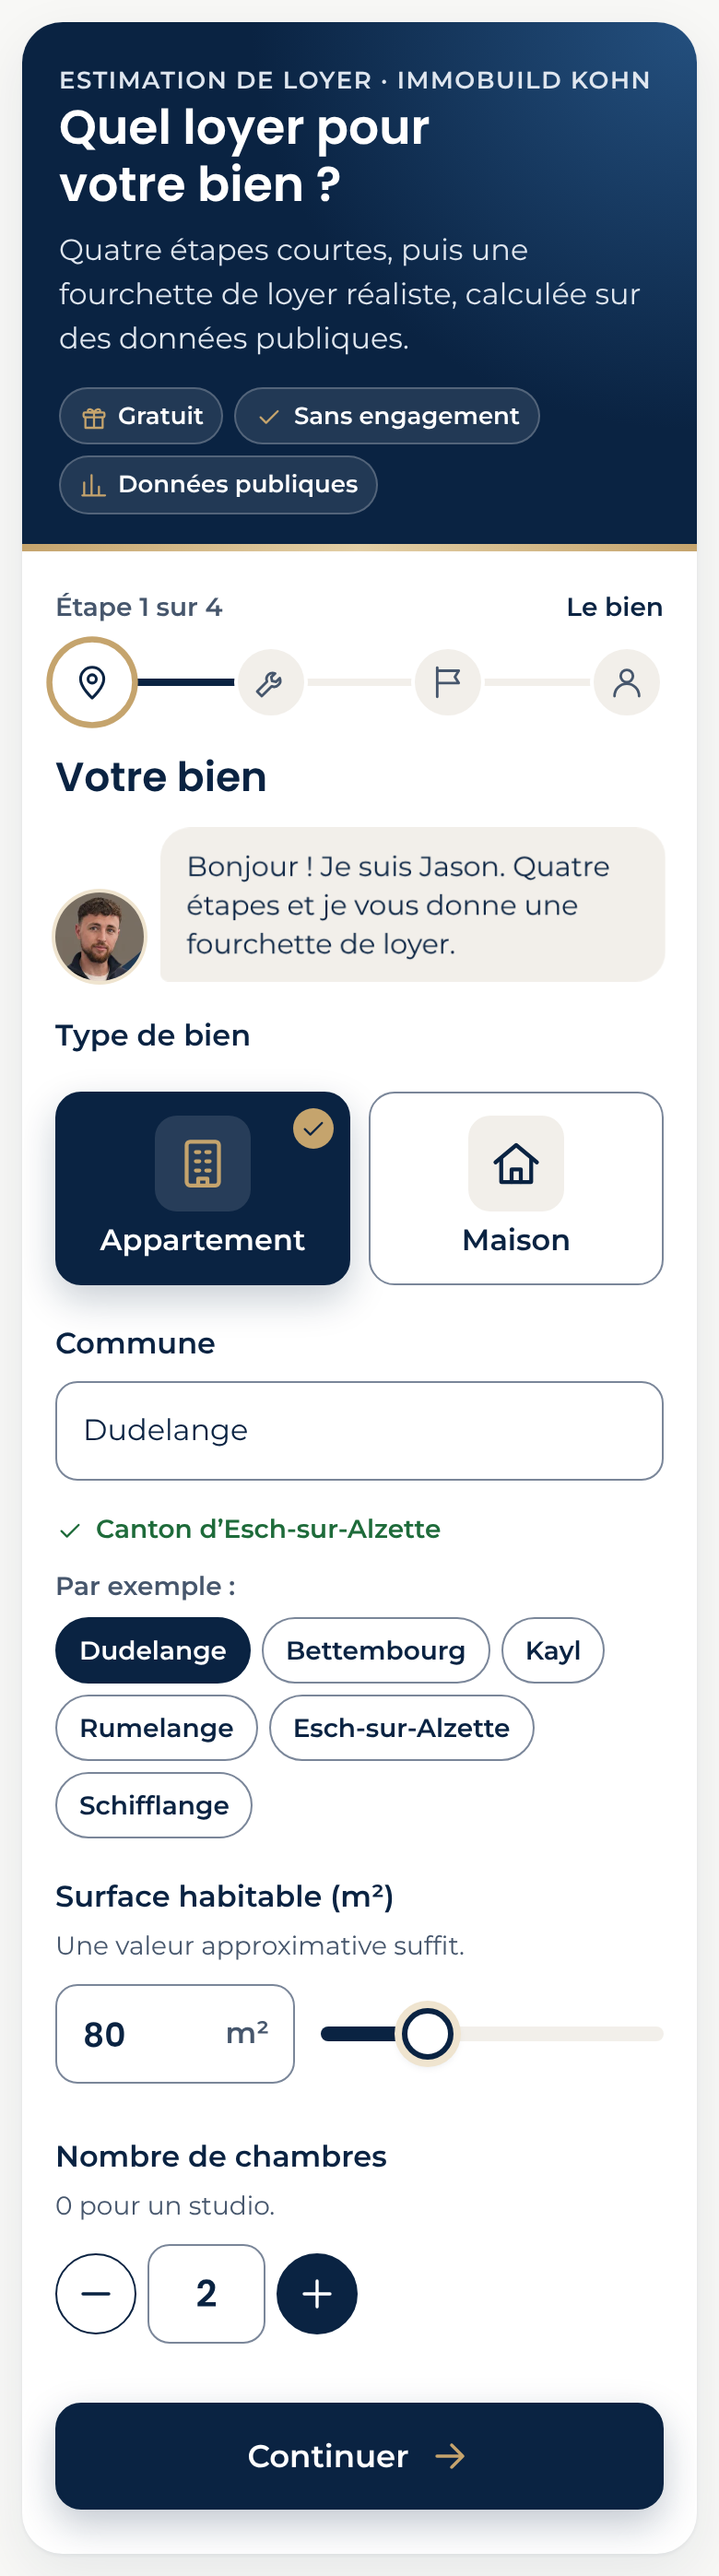 ESTIMATION DE LOYER · IMMOBUILD KOHN
Quel loyer pour
votre bien ?
Quatre étapes courtes, puis une
fourchette de loyer réaliste, calculée sur
des données publiques.
Gratuit
Sans engagement
Données publiques
Étape 1 sur 4
Le bien
Votre bien
Bonjour ! Je suis Jason. Quatre
étapes et je vous donne une
fourchette de loyer.
Type de bien
Appartement
Maison
Commune
Dudelange
Canton d’Esch-sur-Alzette
Par exemple :
Dudelange
Bettembourg
Kayl
Rumelange
Esch-sur-Alzette
Schifflange
Surface habitable (m²)
Une valeur approximative suffit.
80 m²
Nombre de chambres
0 pour un studio.
2
Continuer